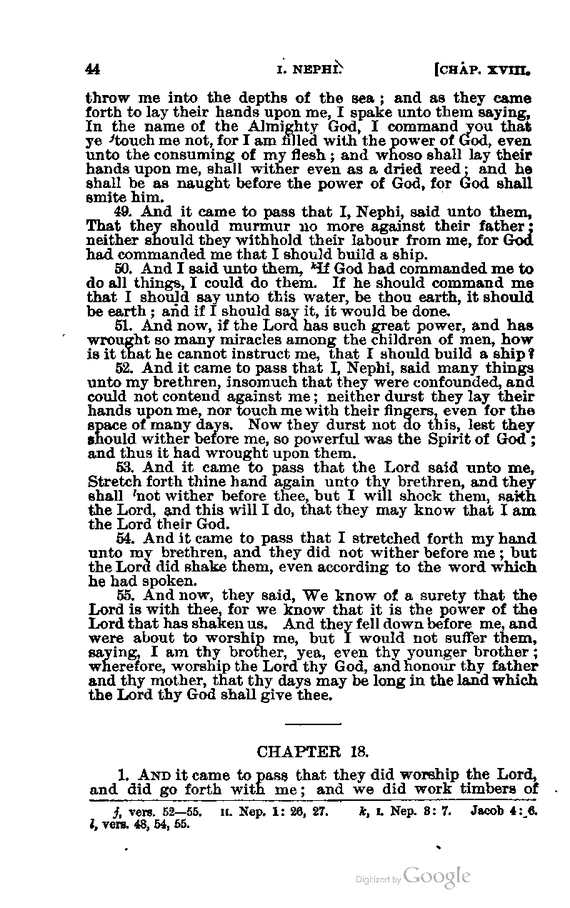 44 I. NEPHI. [CHAP. XVIII.
throw me into the depths of the sea; and as they came
forth to lay their hands upon me, I spake unto them saying,
In the name of the Almighty God, I command you that
ye ʲtouch me not, for I am filled with the power of God, even
unto the consuming of my flesh; and whoso shall lay their
hands upon me, shall wither even as a dried reed; and he
shall be as naught before the power of God, for God shall
smite him.
49. And it came to pass that I, Nephi, said unto them,
That they should murmur no more against their father;
neither should they withhold their labour from me, for God
had commanded me that I should build a ship.
50. And I said unto them, ᵏIf God had commanded me to
do all things, I could do them. If he should command me
that I should say unto this water, be thou earth, it should
be earth; and if I should say it, it would be done.
51. And now, if the Lord has such great power, and has
wrought so many miracles among the children of men, how
is it that he cannot instruct me, that I should build a ship?
52. And it came to pass that I, Nephi, said many things
unto my brethren, insomuch that they were confounded, and
could not contend against me; neither durst they lay their
hands upon me, nor touch me with their fingers, even for the
space of many days. Now they durst not do this, lest they
should wither before me, so powerful was the Spirit of God;
and thus it had wrought upon them.
53. And it came to pass that the Lord said unto me,
Stretch forth thine hand again unto thy brethren, and they
shall ˡnot wither before thee, but I will shock them, saith
the Lord, and this will I do, that they may know that I am
the Lord their God.
54. And it came to pass that I stretched forth my hand
unto my brethren, and they did not wither before me; but
the Lord did shake them, even according to the word which
he had spoken.
55. And now, they said, We know of a surety that the
Lord is with thee, for we know that it is the power of the
Lord that has shaken us. And they fell down before me, and
were about to worship me, but I would not suffer them,
saying, I am thy brother, yea, even thy younger brother;
wherefore, worship the Lord thy God, and honour thy father
and thy mother, that thy days may be long in the land which
the Lord thy God shall give thee.
CHAPTER 18.
1. AND it came to pass that they did worship the Lord,
and did go forth with me; and we did work timbers of
j, vers. 52—55. II. Nep. 1: 26, 27. k, I. Nep. 3: 7. Jacob 4: 6.
l, vers. 48, 54, 55.
Digitized by Google